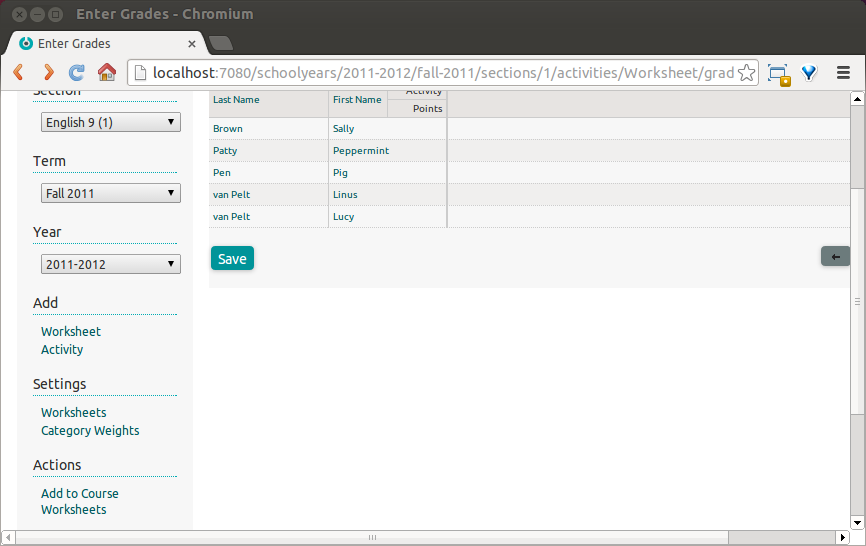 Enter Grades - Chromium
Enter Grades
localhost:7080/schoolyears/2011-2012/fall-2011/sections/1/activities/Worksheet/grad
Section
English 9 (1)
Term
Fall 2011
Year
2011-2012
Add
Worksheet
Activity
Settings
Worksheets
Category Weights
Actions
Add to Course
Worksheets
Last Name First Name Activity
Points
Brown Sally
Patty Peppermint
Pen Pig
van Pelt Linus
van Pelt Lucy
Save